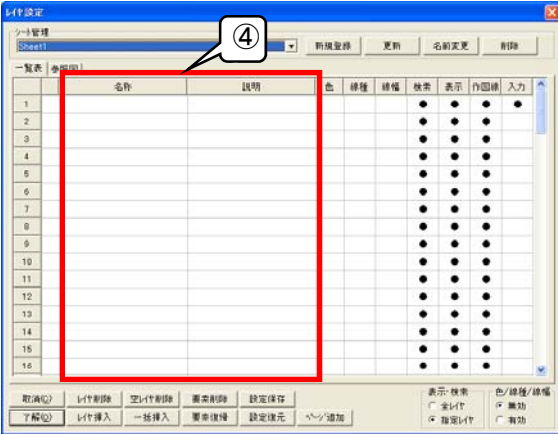 レイヤ設定
シート管理
Sheet1
新規登録 更新 名前変更 削除
④
一覧表 参照図
名称 説明 色 線種 線幅 検索 表示 作図線 入力
1 ● ● ● ●
2 ● ● ●
3 ● ● ●
4 ● ● ●
5 ● ● ●
6 ● ● ●
7 ● ● ●
8 ● ● ●
9 ● ● ●
10 ● ● ●
11 ● ● ●
12 ● ● ●
13 ● ● ●
14 ● ● ●
15 ● ● ●
16 ● ● ●
取消(C) レイヤ削除 空レイヤ削除 要素削除 設定保存
了解(O) レイヤ挿入 一括挿入 要素復帰 設定復元 ページ追加
表示・検索
全レイヤ
指定レイヤ
色/線種/線幅
無効
有効